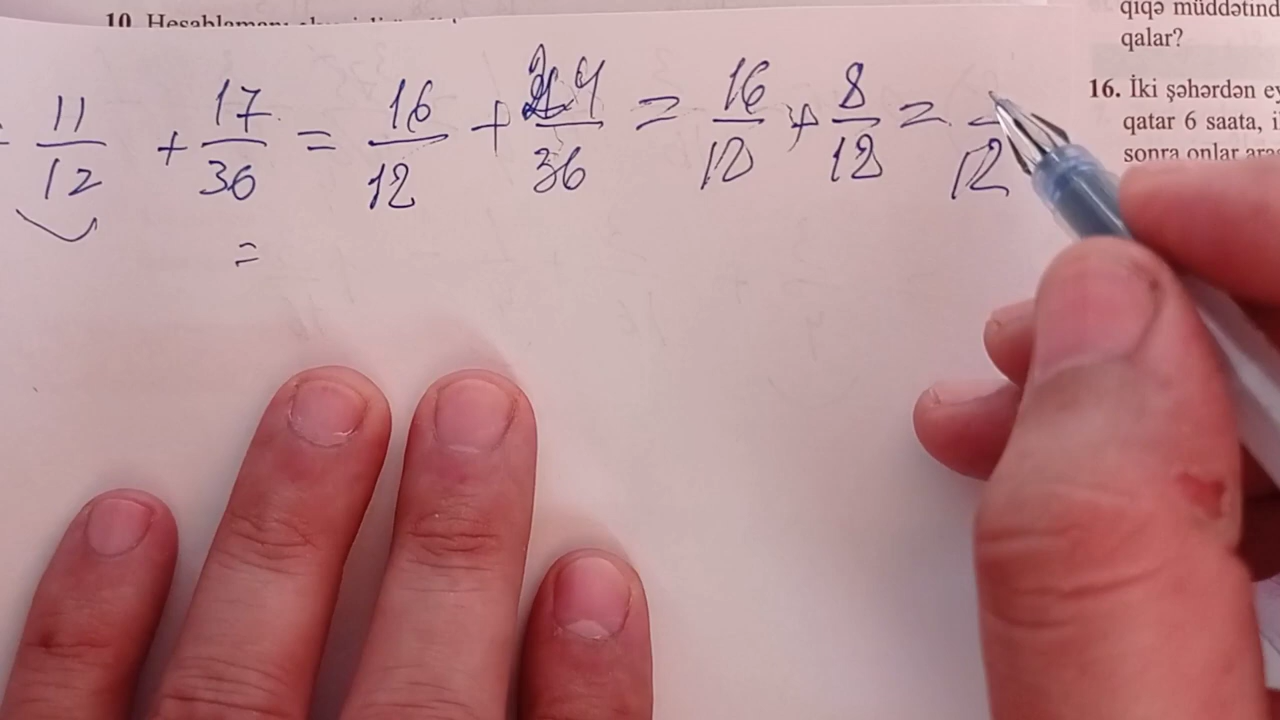 10. Hesablamanı
11/12 + 17/36 = 16/12 + 24/36 = 16/12 + 8/12 = /12
=
qiqə müddətind
qalar?
16. İki şəhərdən ey
qatar 6 saata, i
sonra onlar ara